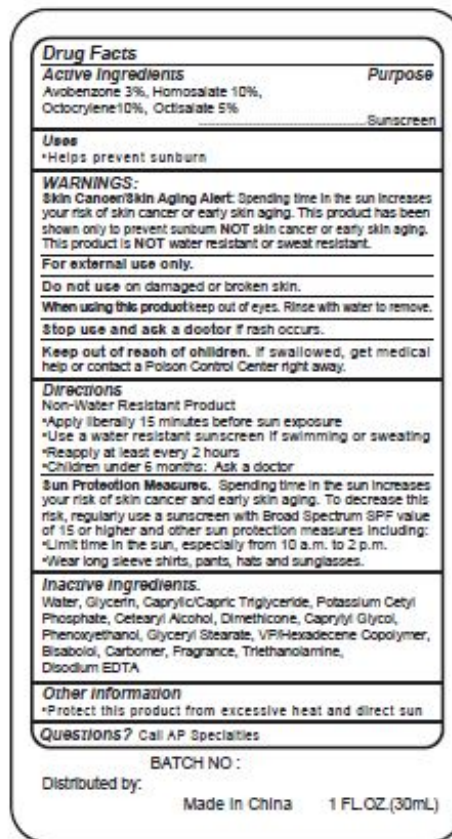 Drug Facts
Active Ingredients Purpose
Avobenzone 3%, Homosalate 10%,
Octocrylene10%, Octisalate 5%
Sunscreen
Uses
•Helps prevent sunburn
WARNINGS:
Skin Cancer/Skin Aging Alert: Spending time in the sun increases
your risk of skin cancer or early skin aging. This product has been
shown only to prevent sunburn NOT skin cancer or early skin aging.
This product is NOT water resistant or sweat resistant.
For external use only.
Do not use on damaged or broken skin.
When using this product keep out of eyes. Rinse with water to remove.
Stop use and ask a doctor if rash occurs.
Keep out of reach of children. If swallowed, get medical
help or contact a Poison Control Center right away.
Directions
Non-Water Resistant Product
•Apply liberally 15 minutes before sun exposure
•Use a water resistant sunscreen if swimming or sweating
•Reapply at least every 2 hours
•Children under 6 months: Ask a doctor
Sun Protection Measures. Spending time in the sun increases
your risk of skin cancer and early skin aging. To decrease this
risk, regularly use a sunscreen with Broad Spectrum SPF value
of 15 or higher and other sun protection measures including:
•Limit time in the sun, especially from 10 a.m. to 2 p.m.
•Wear long sleeve shirts, pants, hats and sunglasses.
Inactive Ingredients.
Water, Glycerin, Caprylic/Capric Triglyceride, Potassium Cetyl
Phosphate, Cetearyl Alcohol, Dimethicone, Caprylyl Glycol,
Phenoxyethanol, Glyceryl Stearate, VP/Hexadecene Copolymer,
Bisabolol, Carbomer, Fragrance, Triethanolamine,
Disodium EDTA
Other Information
•Protect this product from excessive heat and direct sun
Questions? Call AP Specialties
BATCH NO :
Distributed by:
Made in China 1 FL.OZ.(30mL)